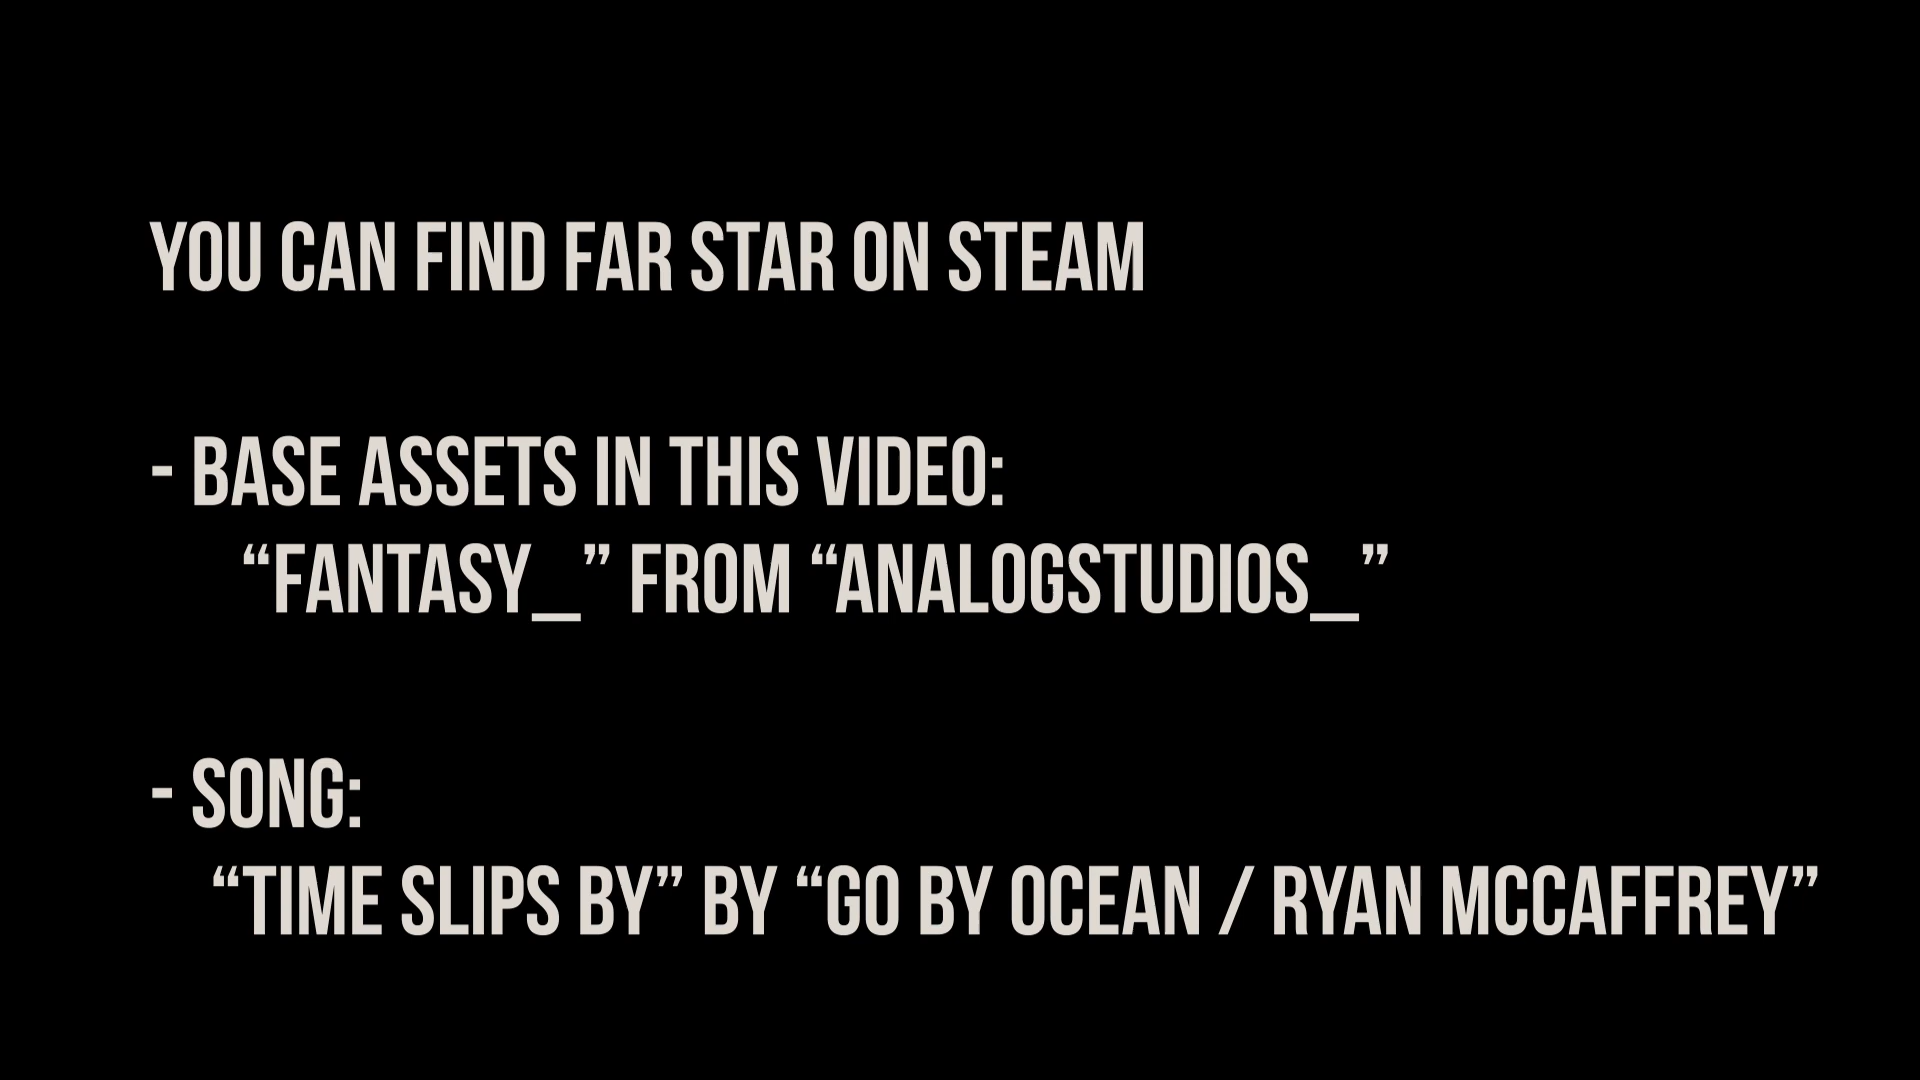 YOU CAN FIND FAR STAR ON STEAM
- BASE ASSETS IN THIS VIDEO:
“FANTASY_” FROM “ANALOGSTUDIOS_”
- SONG:
“TIME SLIPS BY” BY “GO BY OCEAN / RYAN MCCAFFREY”